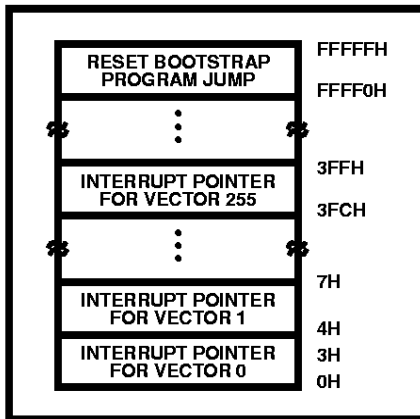 RESET BOOTSTRAP
PROGRAM JUMP
FFFFFH
FFFF0H
INTERRUPT POINTER
FOR VECTOR 255
3FFH
3FCH
INTERRUPT POINTER
FOR VECTOR 1
7H
4H
INTERRUPT POINTER
FOR VECTOR 0
3H
0H